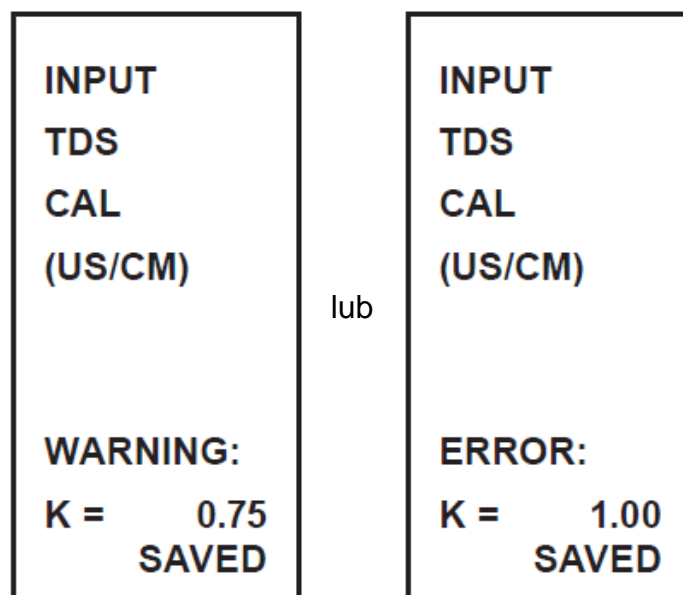 INPUT
TDS
CAL
(US/CM)
WARNING:
K = 0.75
SAVED
lub
INPUT
TDS
CAL
(US/CM)
ERROR:
K = 1.00
SAVED